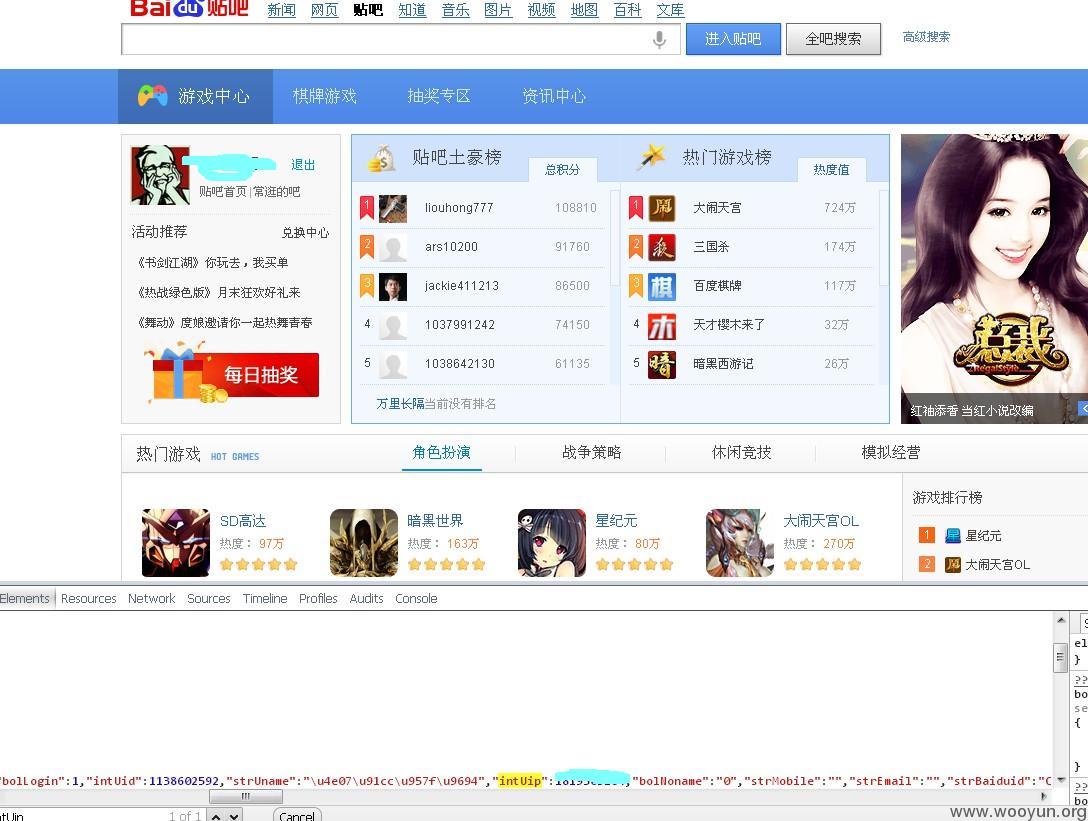 Bai du 贴吧 新闻 网页 贴吧 知道 音乐 图片 视频 地图 百科 文库
进入贴吧 全吧搜索 高级搜索
游戏中心 棋牌游戏 抽奖专区 资讯中心
退出
贴吧首页|常逛的吧
活动推荐 兑换中心
《书剑江湖》你玩去，我买单
《热战绿色版》月末狂欢好礼来
《舞动》度娘邀请你一起热舞青春
每日抽奖
贴吧土豪榜 总积分
1 liouhong777 108810
2 ars10200 91760
3 jackie411213 86500
4 1037991242 74150
5 1038642130 61135
万里长隔当前没有排名
热门游戏榜 热度值
1 闹 大闹天宫 724万
2 杀 三国杀 174万
3 棋 百度棋牌 117万
4 木 天才樱木来了 32万
5 暗 暗黑西游记 26万
RegalStyle
红袖添香 当红小说改编
热门游戏 HOT GAMES 角色扮演 战争策略 休闲竞技 模拟经营
SD高达
热度： 97万
暗黑世界
热度： 163万
星纪元
热度： 80万
大闹天宫OL
热度： 270万
游戏排行榜
1 星 星纪元
2 闹 大闹天宫OL
Elements Resources Network Sources Timeline Profiles Audits Console
el
}
??
bo
se
{
}
??
bo
"bolLogin":1,"intUid":1138602592,"strUname":"\u4e07\u91cc\u957f\u9694","intUip": "bolNoname":"0","strMobile":"","strEmail":"","strBaiduid":"C
ntUip 1 of 1 Cancel
www.wooyun.org